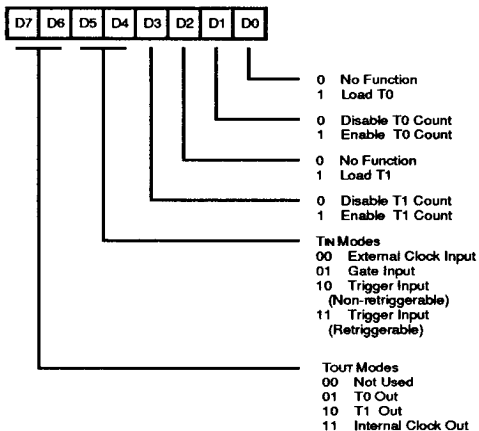 D7 D6 D5 D4 D3 D2 D1 D0
0 No Function
1 Load T0
0 Disable T0 Count
1 Enable T0 Count
0 No Function
1 Load T1
0 Disable T1 Count
1 Enable T1 Count
TIN Modes
00 External Clock Input
01 Gate Input
10 Trigger Input
(Non-retriggerable)
11 Trigger Input
(Retriggerable)
TOUT Modes
00 Not Used
01 T0 Out
10 T1 Out
11 Internal Clock Out